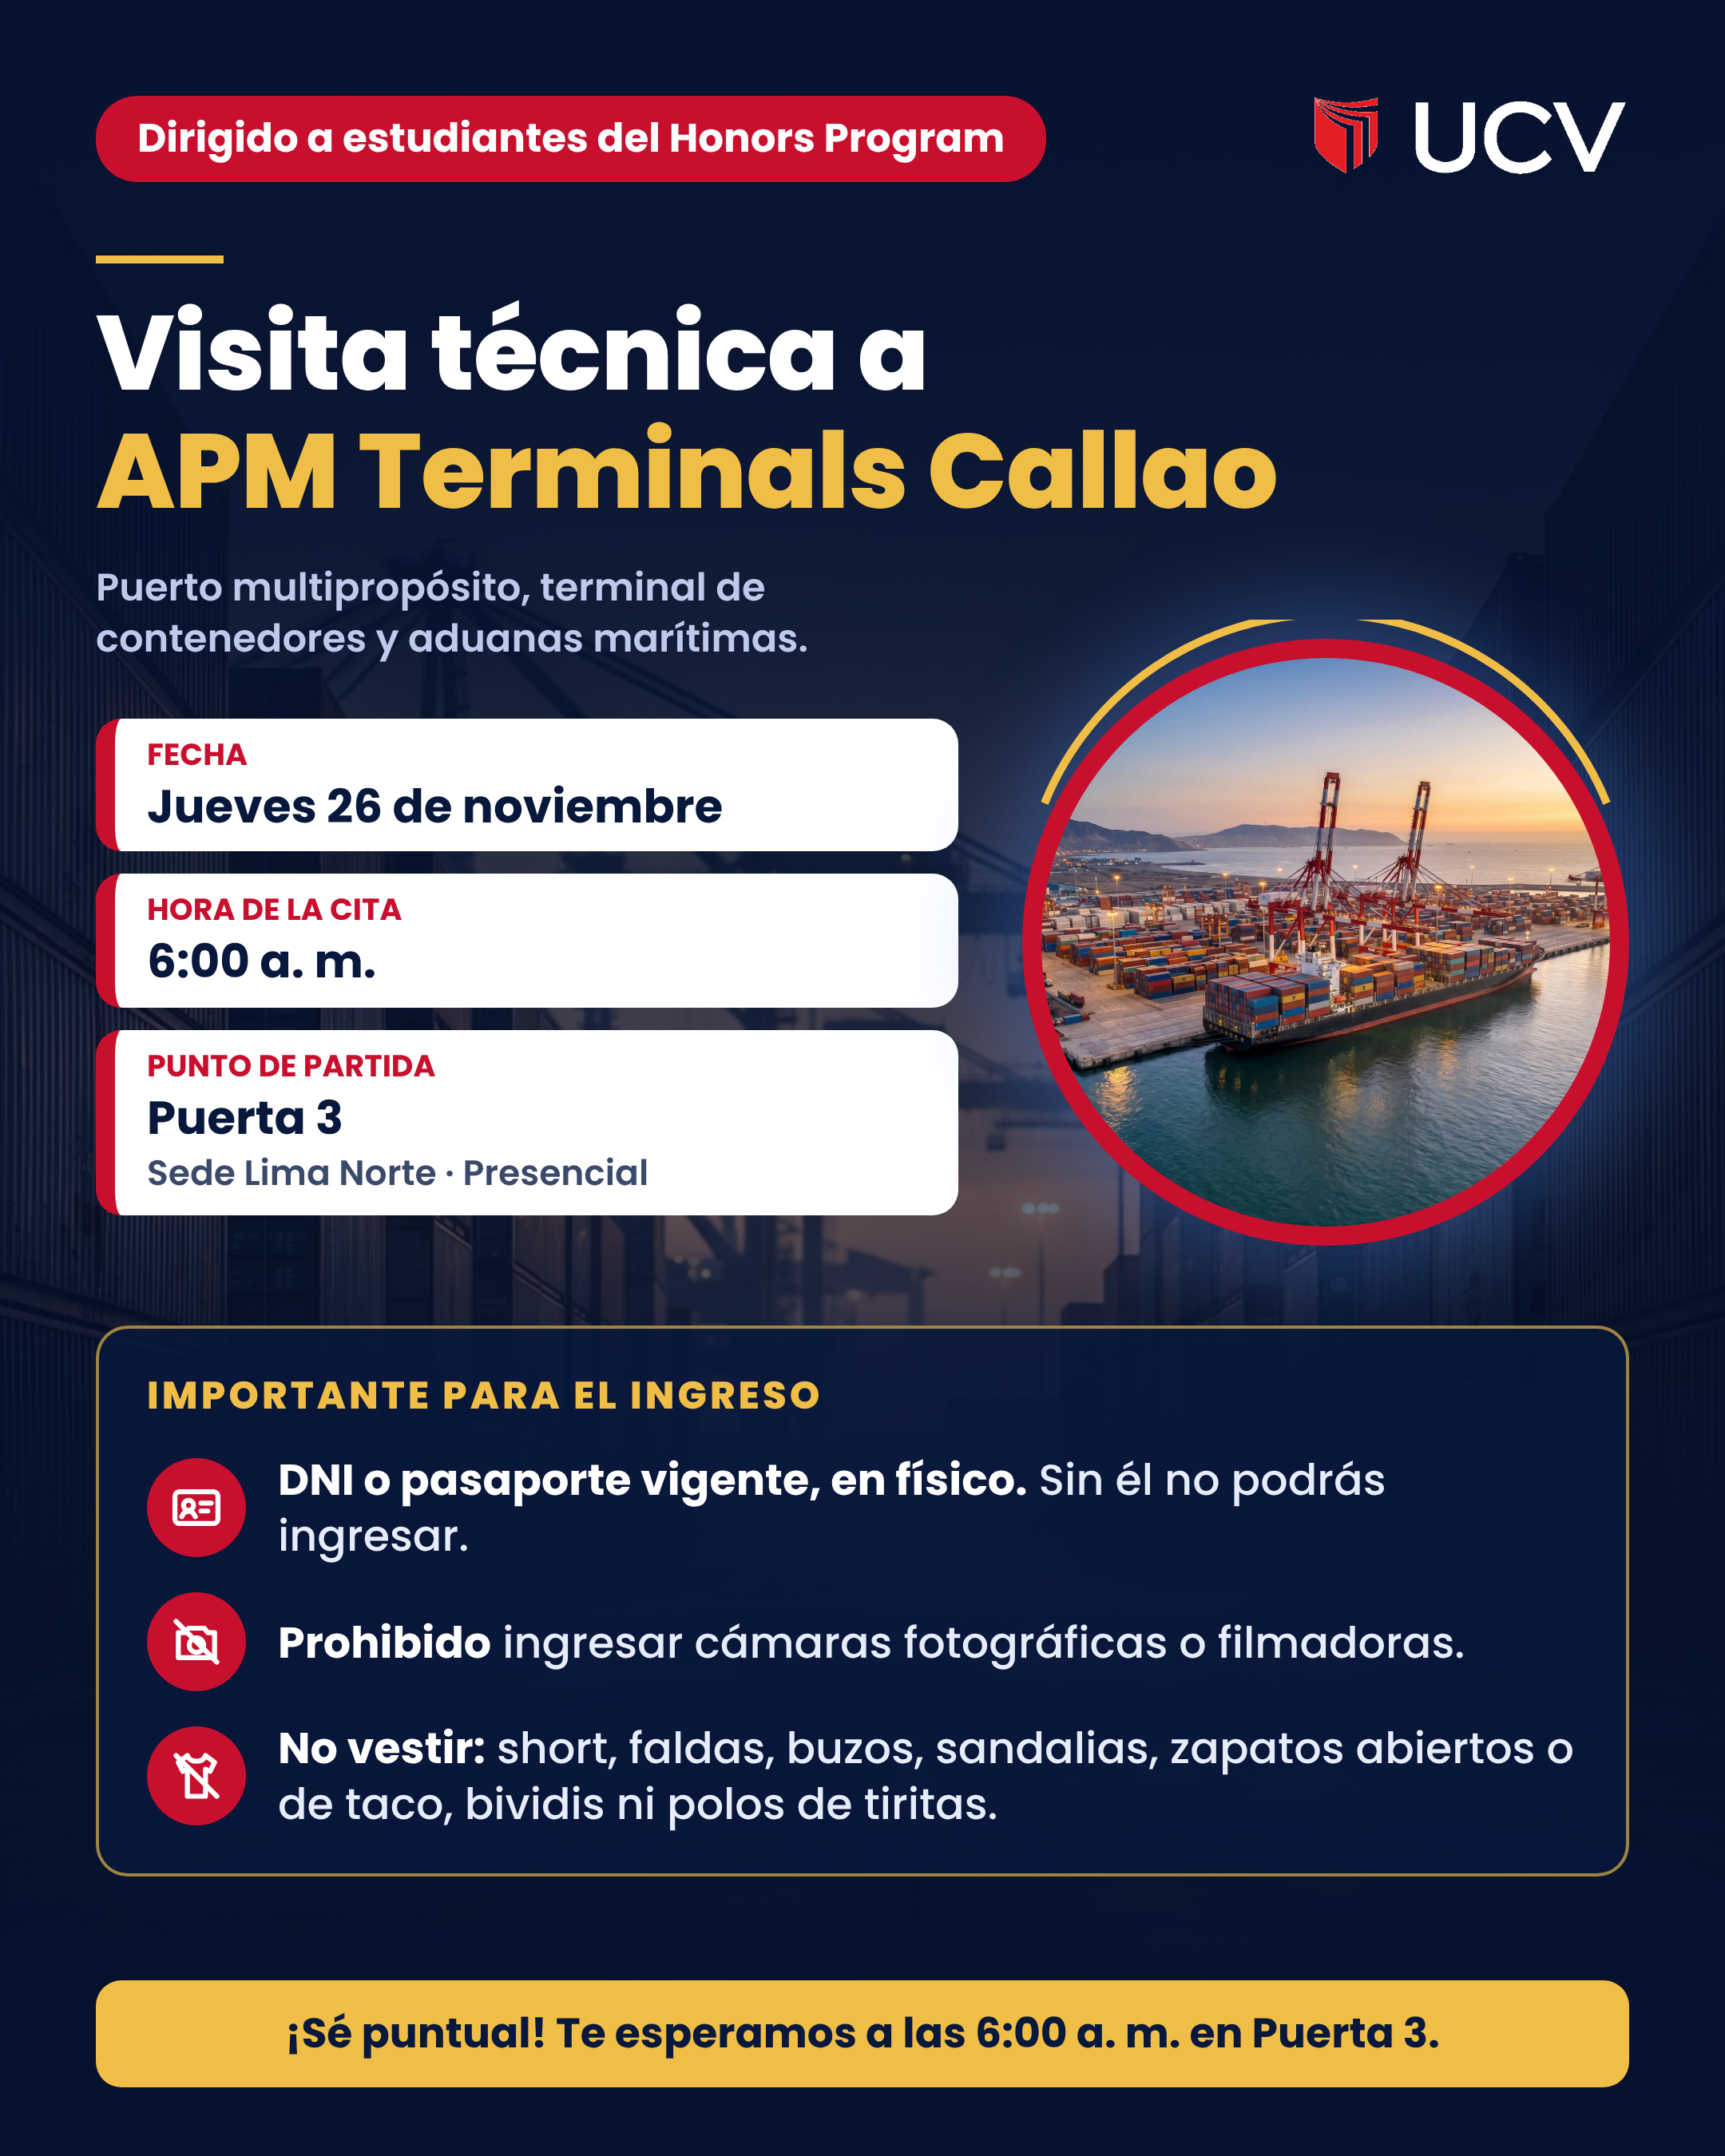 Dirigido a estudiantes del Honors Program
UCV
Visita técnica a
APM Terminals Callao
Puerto multipropósito, terminal de
contenedores y aduanas marítimas.
FECHA
Jueves 26 de noviembre
HORA DE LA CITA
6:00 a. m.
PUNTO DE PARTIDA
Puerta 3
Sede Lima Norte · Presencial
IMPORTANTE PARA EL INGRESO
DNI o pasaporte vigente, en físico. Sin él no podrás
ingresar.
Prohibido ingresar cámaras fotográficas o filmadoras.
No vestir: short, faldas, buzos, sandalias, zapatos abiertos o
de taco, bividis ni polos de tiritas.
¡Sé puntual! Te esperamos a las 6:00 a. m. en Puerta 3.